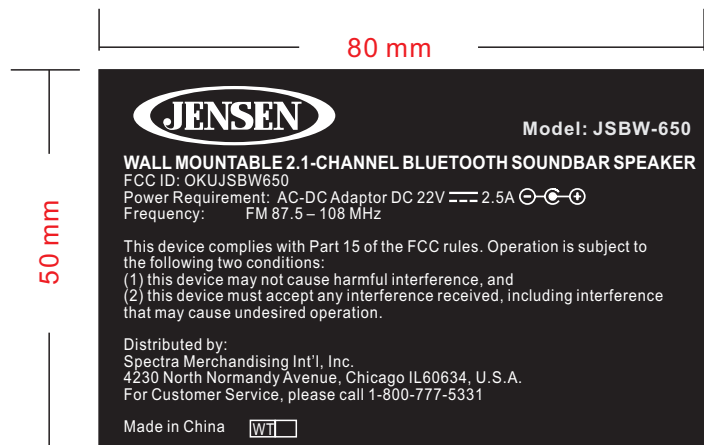 80 mm
50 mm
JENSEN
Model: JSBW-650
WALL MOUNTABLE 2.1-CHANNEL BLUETOOTH SOUNDBAR SPEAKER
FCC ID: OKUJSBW650
Power Requirement: AC-DC Adaptor DC 22V 2.5A
Frequency: FM 87.5 – 108 MHz
This device complies with Part 15 of the FCC rules. Operation is subject to
the following two conditions:
(1) this device may not cause harmful interference, and
(2) this device must accept any interference received, including interference
that may cause undesired operation.
Distributed by:
Spectra Merchandising Int'l, Inc.
4230 North Normandy Avenue, Chicago IL60634, U.S.A.
For Customer Service, please call 1-800-777-5331
Made in China WT